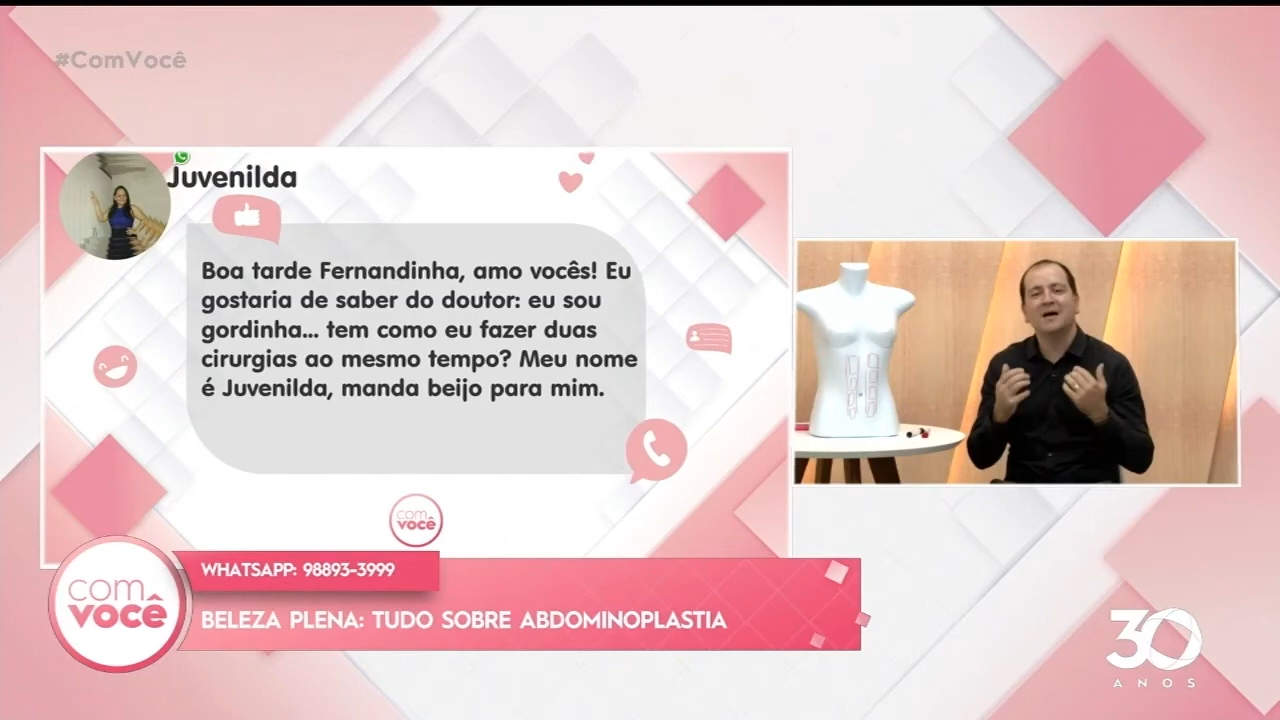 #ComVocê
Juvenilda
Boa tarde Fernandinha, amo vocês! Eu
gostaria de saber do doutor: eu sou
gordinha... tem como eu fazer duas
cirurgias ao mesmo tempo? Meu nome
é Juvenilda, manda beijo para mim.
com
você
WHATSAPP: 98893-3999
com
você
BELEZA PLENA: TUDO SOBRE ABDOMINOPLASTIA
30
ANOS